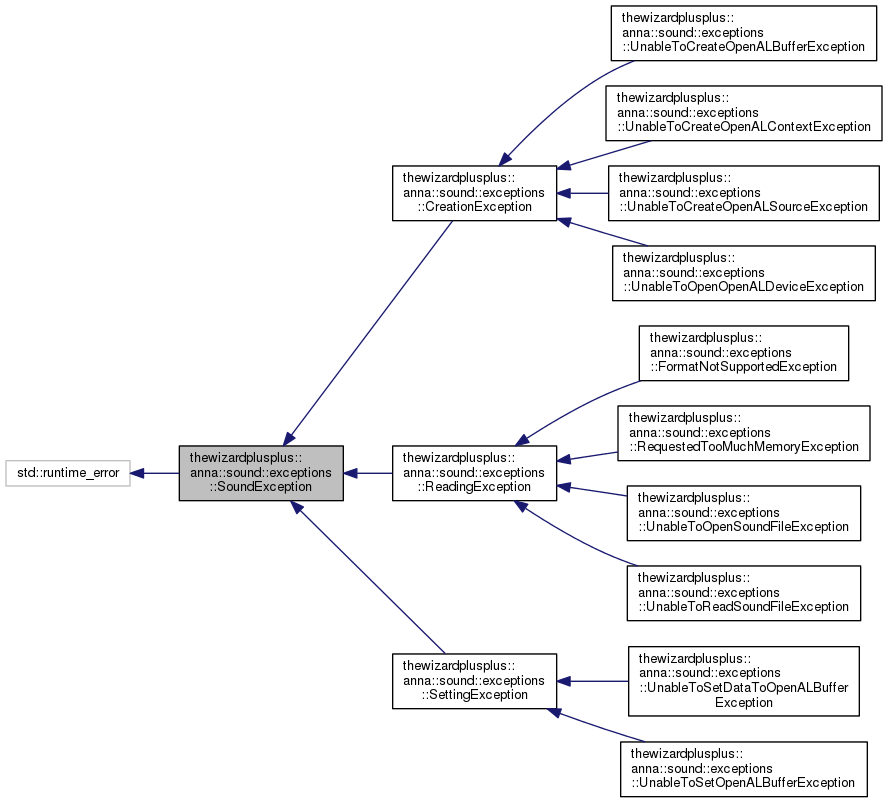 thewizardplusplus::
anna::sound::exceptions
::UnableToCreateOpenALBufferException
thewizardplusplus::
anna::sound::exceptions
::UnableToCreateOpenALContextException
thewizardplusplus::
anna::sound::exceptions
::CreationException
thewizardplusplus::
anna::sound::exceptions
::UnableToCreateOpenALSourceException
thewizardplusplus::
anna::sound::exceptions
::UnableToOpenOpenALDeviceException
thewizardplusplus::
anna::sound::exceptions
::FormatNotSupportedException
thewizardplusplus::
anna::sound::exceptions
::RequestedTooMuchMemoryException
std::runtime_error
thewizardplusplus::
anna::sound::exceptions
::SoundException
thewizardplusplus::
anna::sound::exceptions
::ReadingException
thewizardplusplus::
anna::sound::exceptions
::UnableToOpenSoundFileException
thewizardplusplus::
anna::sound::exceptions
::UnableToReadSoundFileException
thewizardplusplus::
anna::sound::exceptions
::SettingException
thewizardplusplus::
anna::sound::exceptions
::UnableToSetDataToOpenALBuffer
Exception
thewizardplusplus::
anna::sound::exceptions
::UnableToSetOpenALBufferException